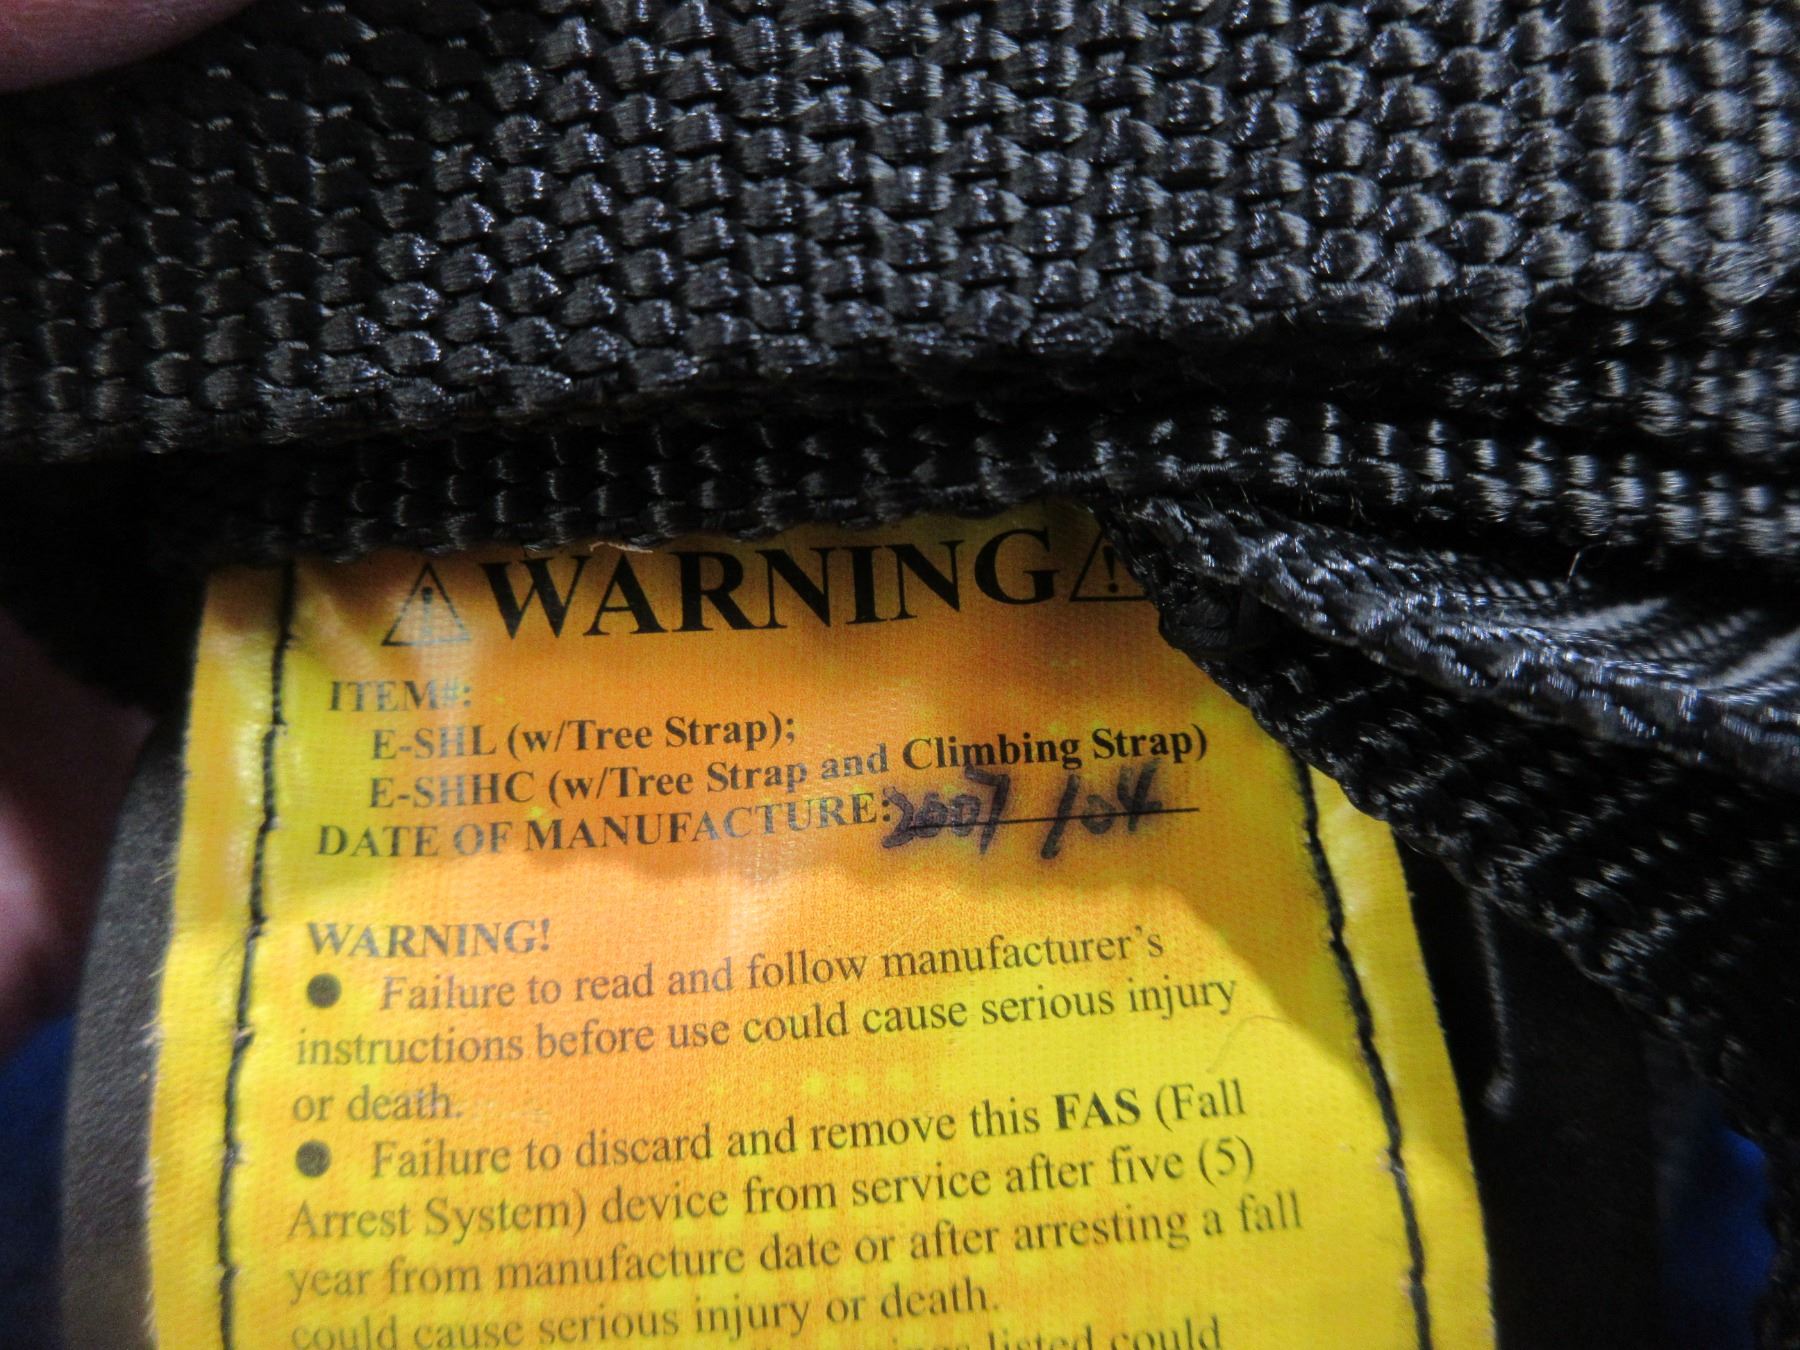 WARNING
ITEM#:
E-SHL (w/Tree Strap);
E-SHHC (w/Tree Strap and Climbing Strap)
DATE OF MANUFACTURE: 2007 / 04
WARNING!
● Failure to read and follow manufacturer's
instructions before use could cause serious injury
or death.
● Failure to discard and remove this FAS (Fall
Arrest System) device from service after five (5)
year from manufacture date or after arresting a fall
could cause serious injury or death.
listed could